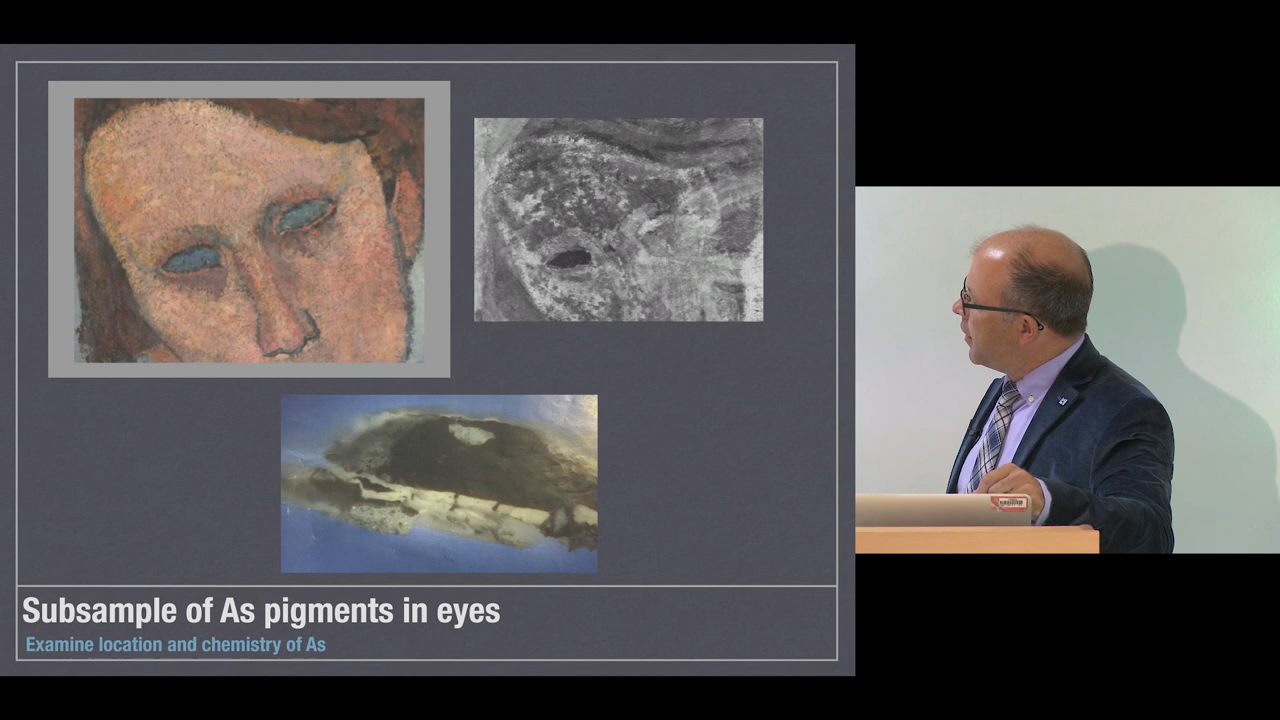 Subsample of As pigments in eyes
Examine location and chemistry of As